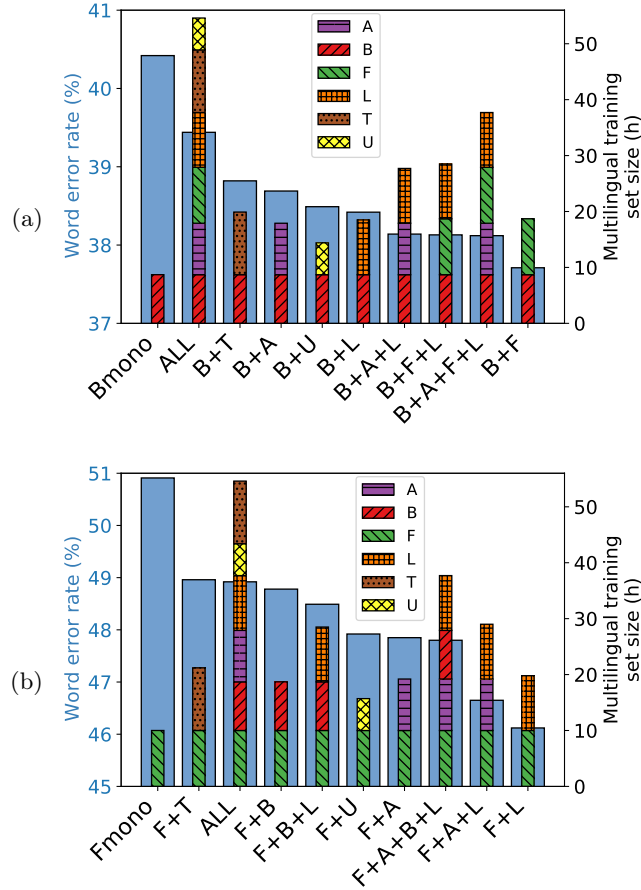 (a)
Word error rate (%)
41
40
39
38
37
A
B
F
L
T
U
50
40
30
20
10
0
Multilingual training
set size (h)
Bmono
ALL
B+T
B+A
B+U
B+L
B+A+L
B+F+L
B+A+F+L
B+F
(b)
Word error rate (%)
51
50
49
48
47
46
45
A
B
F
L
T
U
50
40
30
20
10
0
Multilingual training
set size (h)
Fmono
F+T
ALL
F+B
F+B+L
F+U
F+A
F+A+B+L
F+A+L
F+L